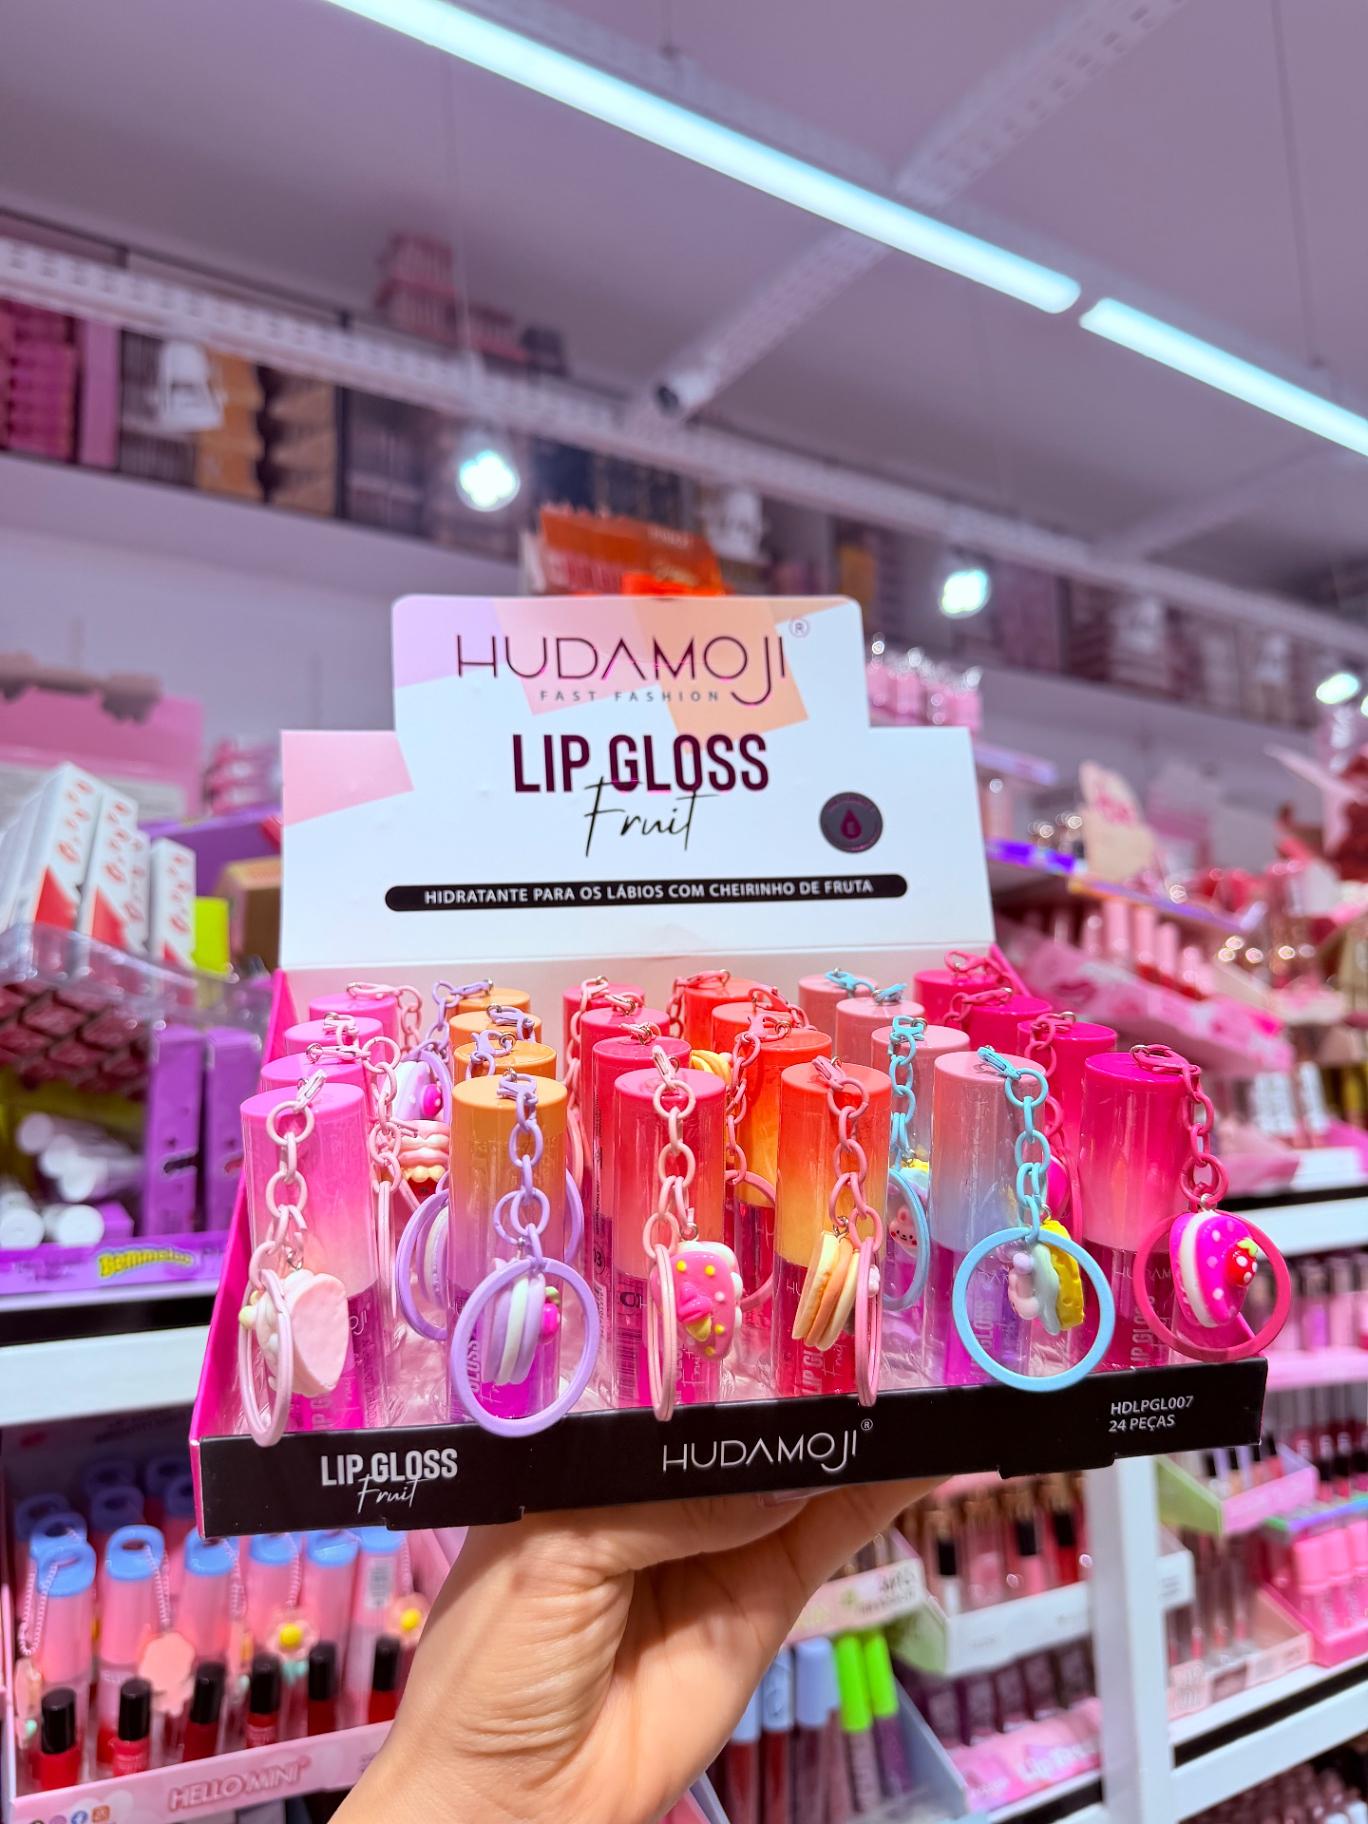 HUDAMOJI®
FAST FASHION
LIP GLOSS
Fruit
HIDRATANTE PARA OS LÁBIOS COM CHEIRINHO DE FRUTA
LIP GLOSS
Fruit
HUDAMOJI®
HDLPGL007
24 PEÇAS
HELLO MINI